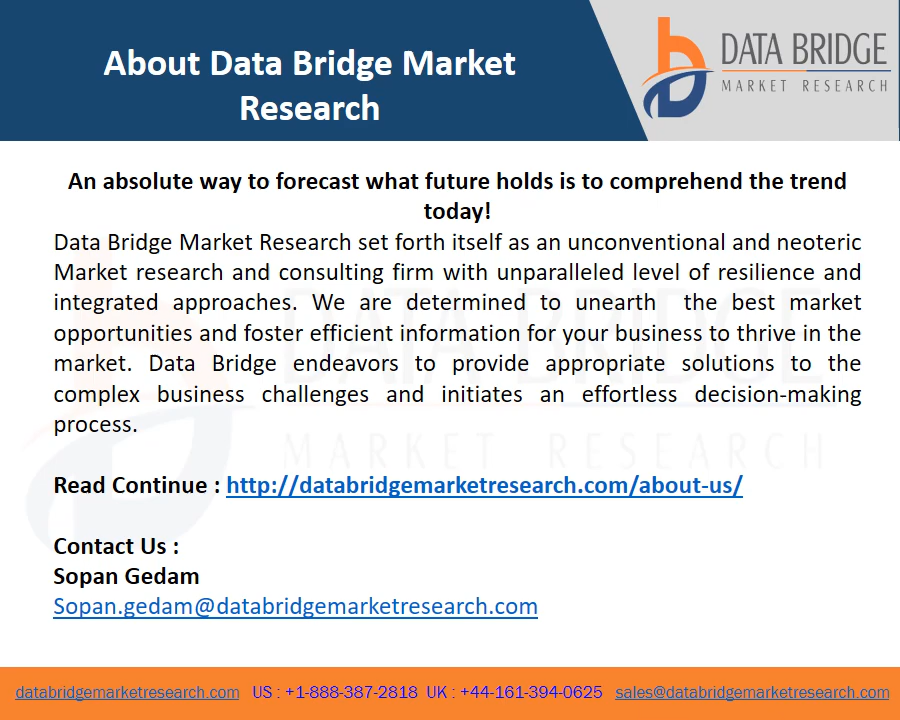 About Data Bridge Market
Research
DATA BRIDGE
MARKET RESEARCH
An absolute way to forecast what future holds is to comprehend the trend
today!
Data Bridge Market Research set forth itself as an unconventional and neoteric
Market research and consulting firm with unparalleled level of resilience and
integrated approaches. We are determined to unearth the best market
opportunities and foster efficient information for your business to thrive in the
market. Data Bridge endeavors to provide appropriate solutions to the
complex business challenges and initiates an effortless decision-making
process.
DATA BRIDGE
MARKET RESEARCH
Read Continue : http://databridgemarketresearch.com/about-us/
Contact Us :
Sopan Gedam
Sopan.gedam@databridgemarketresearch.com
databridgemarketresearch.com US : +1-888-387-2818 UK : +44-161-394-0625 sales@databridgemarketresearch.com